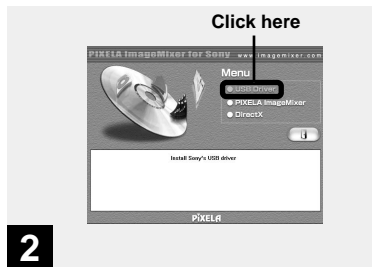 Click here
PIXELA ImageMixer for Sony www.imagemixer.com
Menu
USB Driver
PIXELA ImageMixer
DirectX
Install Sony's USB driver
PIXELA
2